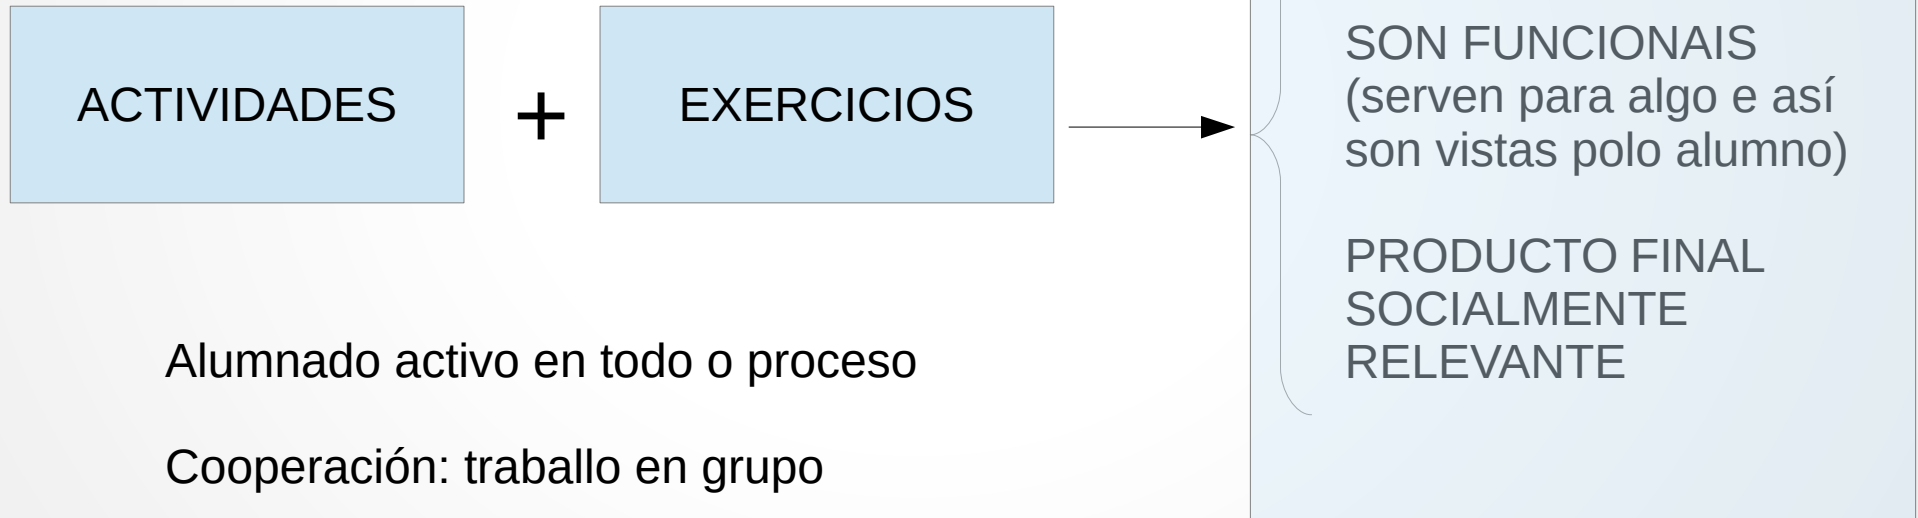 ACTIVIDADES
+
EXERCICIOS
SON FUNCIONAIS
(serven para algo e así
son vistas polo alumno)
PRODUCTO FINAL
SOCIALMENTE
RELEVANTE
Alumnado activo en todo o proceso
Cooperación: traballo en grupo